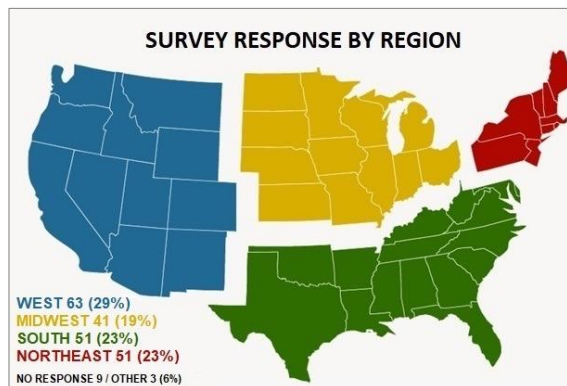 SURVEY RESPONSE BY REGION
WEST 63 (29%)
MIDWEST 41 (19%)
SOUTH 51 (23%)
NORTHEAST 51 (23%)
NO RESPONSE 9 / OTHER 3 (6%)